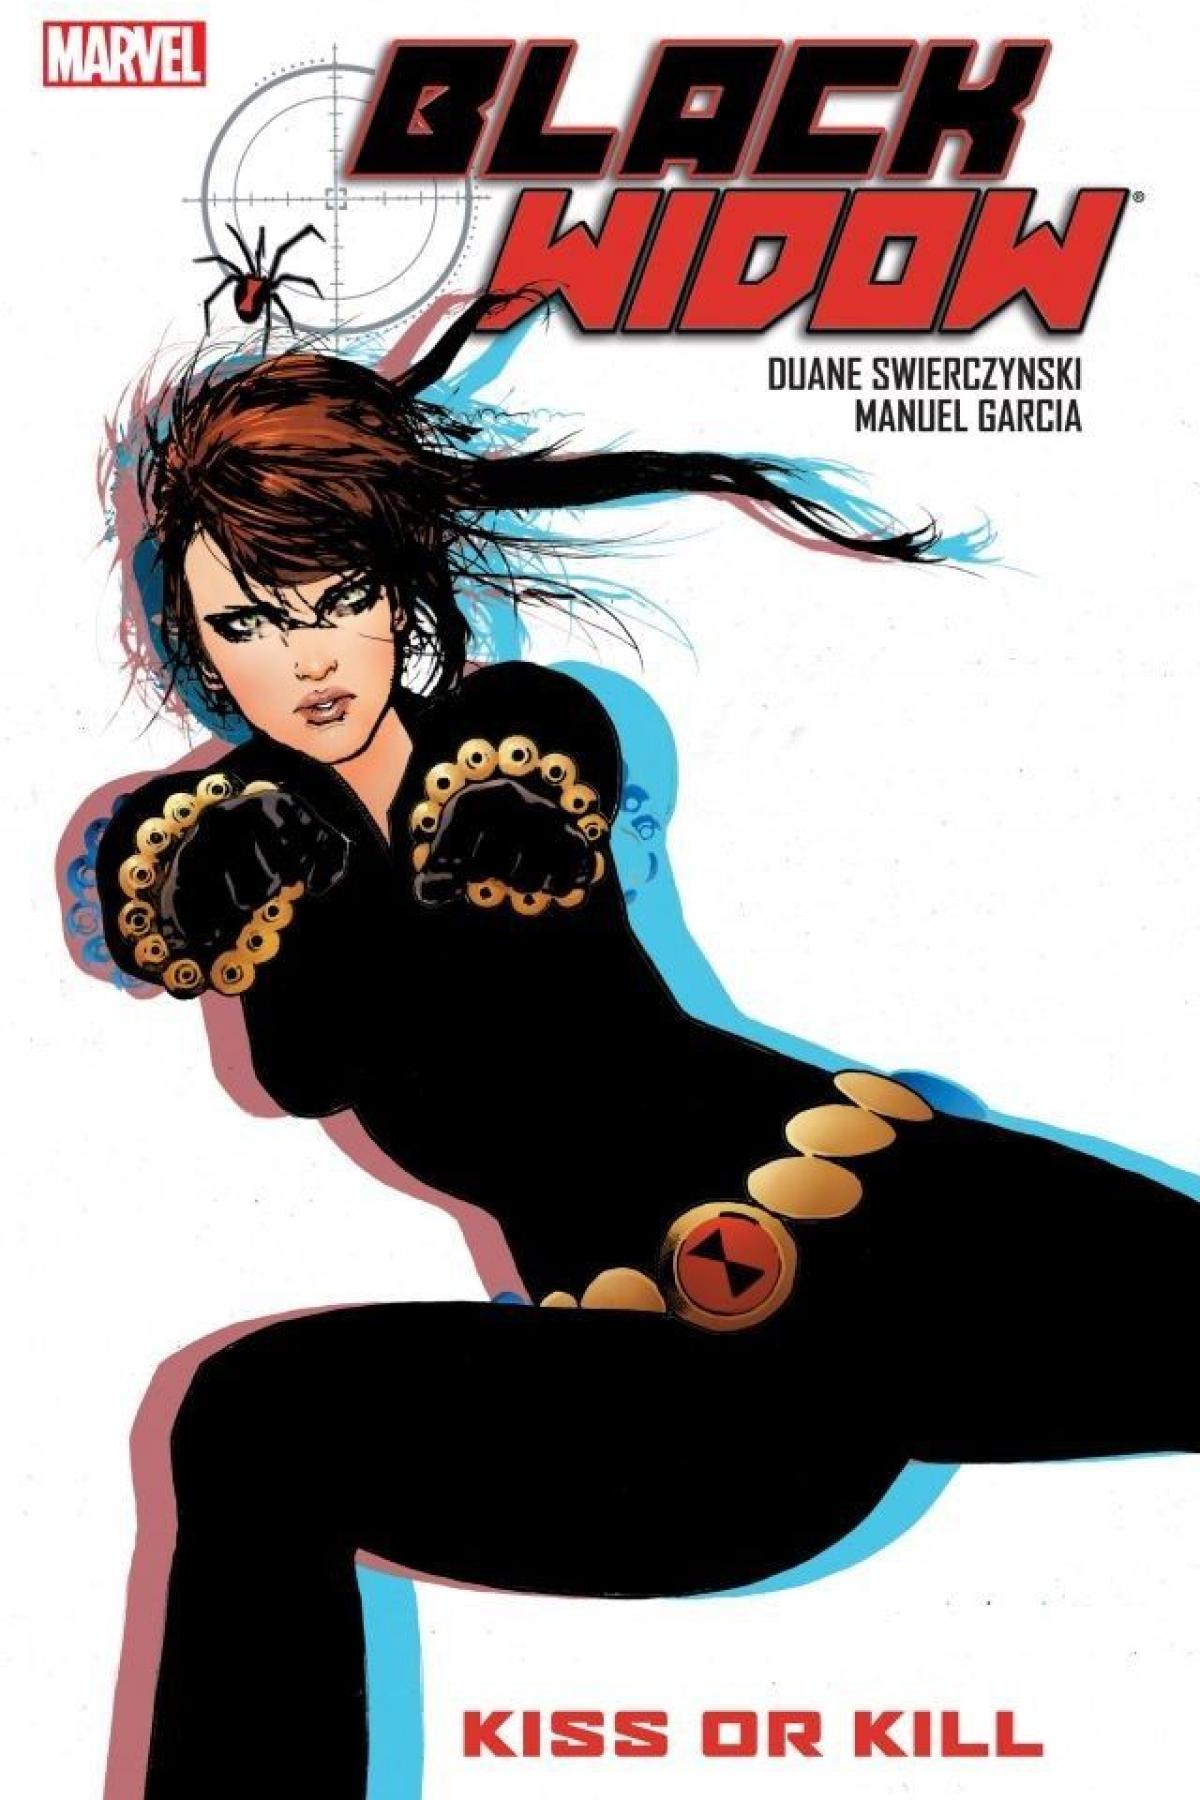 MARVEL
BLACK
WIDOW®
DUANE SWIERCZYNSKI
MANUEL GARCIA
KISS OR KILL